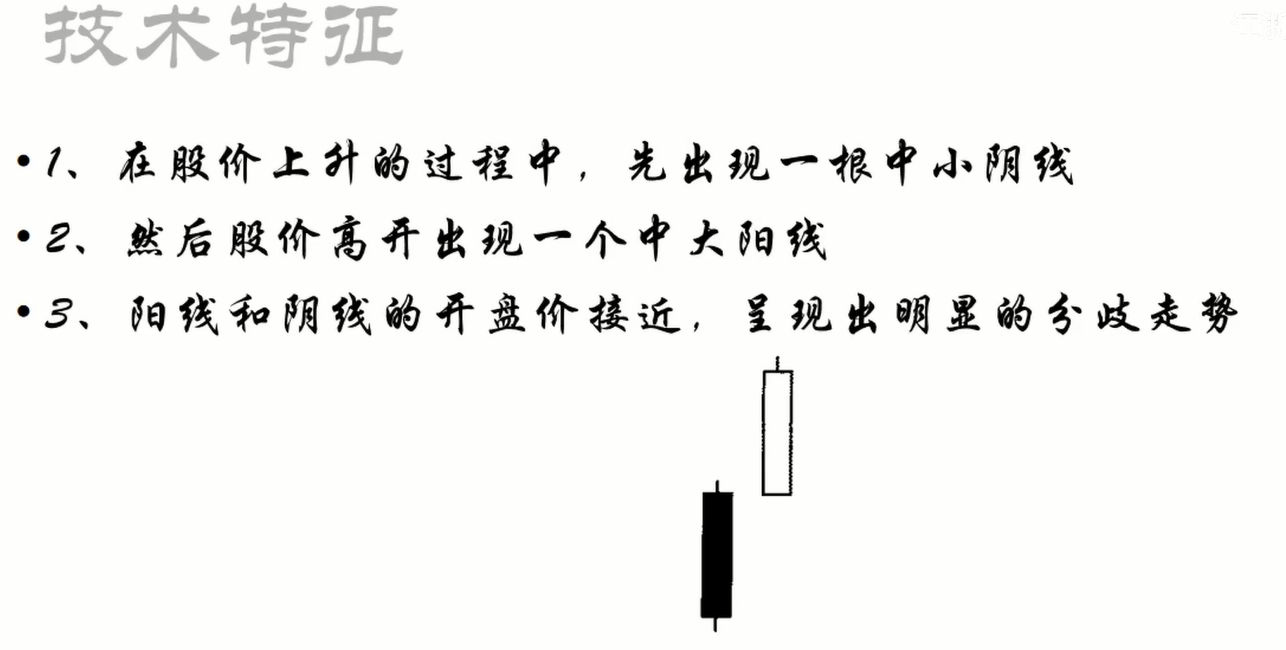 技术特征
•1、在股价上升的过程中，先出现一根中小阴线
•2、然后股价高开出现一个中大阳线
•3、阳线和阴线的开盘价接近，呈现出明显的分歧走势